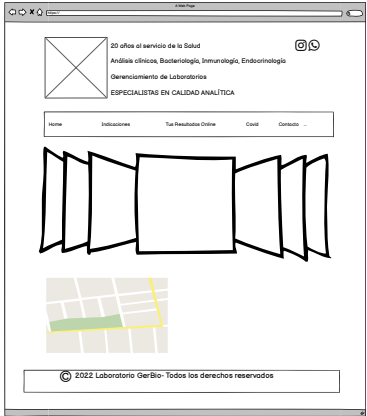 A Web Page
https://
20 años al servicio de la Salud
Análisis clínicos, Bacteriología, Inmunología, Endocrinología
Gerenciamiento de Laboratorios
ESPECIALISTAS EN CALIDAD ANALÍTICA
Home Indicaciones Tus Resultados Online Covid Contacto ...
© 2022 Laboratorio GerBio- Todos los derechos reservados